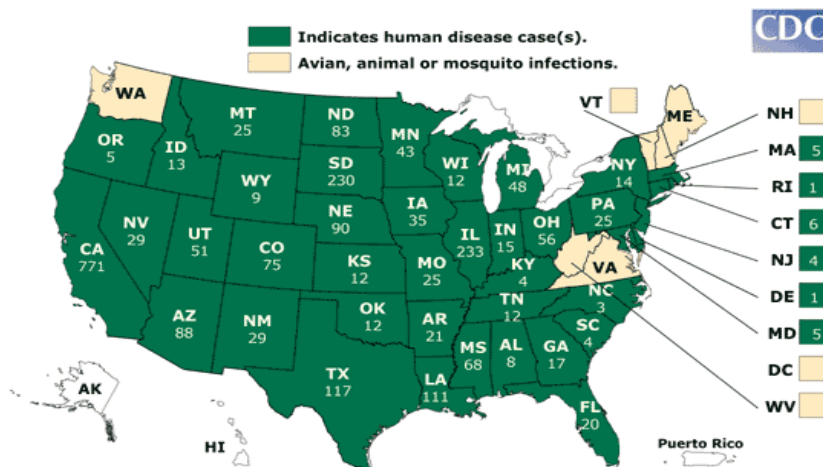 CDC
Indicates human disease case(s).
Avian, animal or mosquito infections.
WA
MT
25
ND
83
MN
43
VT
ME
NH
OR
5
ID
13
SD
230
WI
12
MI
48
NY
14
MA 5
WY
9
RI 1
NV
29
NE
90
IA
35
PA
25
CT 6
CA
771
UT
51
CO
75
IL
233
IN
15
OH
56
NJ 4
KS
12
MO
25
KY
4
VA
DE 1
AZ
88
NM
29
OK
12
AR
21
TN
12
NC
3
MD 5
SC
4
MS
68
AL
8
GA
17
DC
TX
117
LA
111
WV
AK
FL
20
HI
Puerto Rico